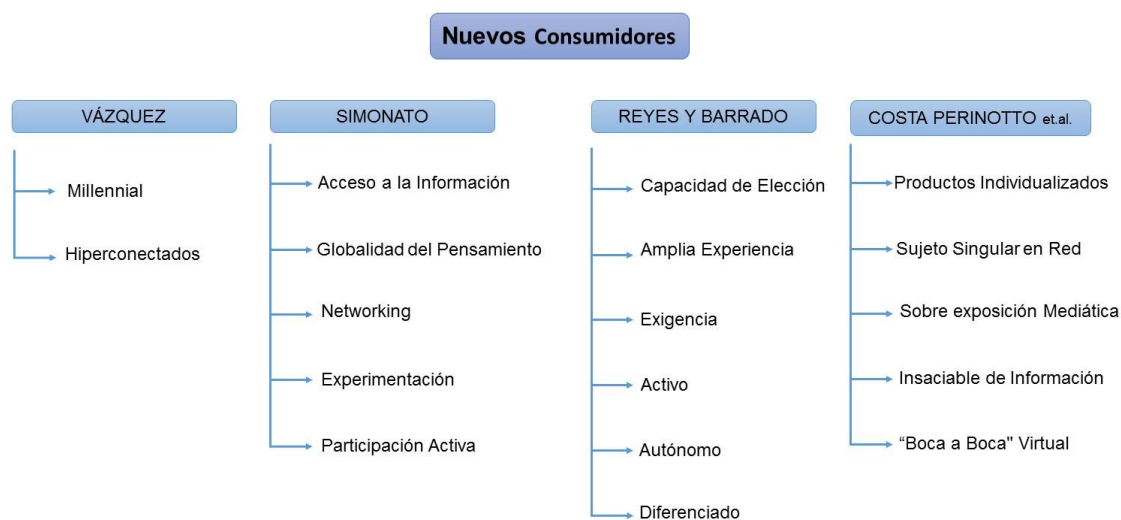 Nuevos Consumidores
VÁZQUEZ
Millennial
Hiperconectados
SIMONATO
Acceso a la Información
Globalidad del Pensamiento
Networking
Experimentación
Participación Activa
REYES Y BARRADO
Capacidad de Elección
Amplia Experiencia
Exigencia
Activo
Autónomo
Diferenciado
COSTA PERINOTTO et.al.
Productos Individualizados
Sujeto Singular en Red
Sobre exposición Mediática
Insaciable de Información
“Boca a Boca" Virtual